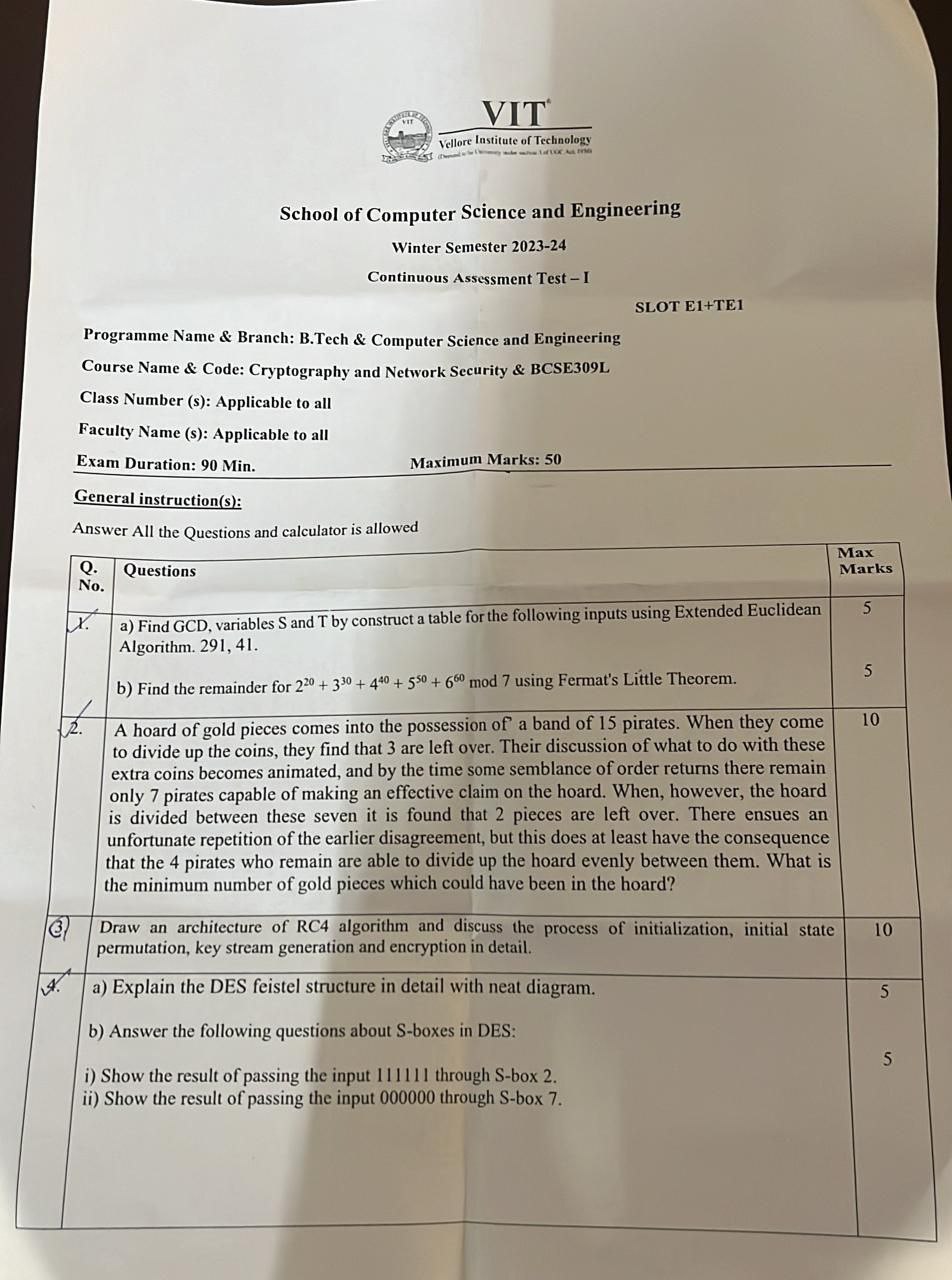 VIT®
Vellore Institute of Technology
(Deemed to be University under section 3 of UGC Act, 1956)
School of Computer Science and Engineering
Winter Semester 2023-24
Continuous Assessment Test – I
SLOT E1+TE1
Programme Name & Branch: B.Tech & Computer Science and Engineering
Course Name & Code: Cryptography and Network Security & BCSE309L
Class Number (s): Applicable to all
Faculty Name (s): Applicable to all
Exam Duration: 90 Min. Maximum Marks: 50
General instruction(s):
Answer All the Questions and calculator is allowed
Q. No. Questions Max Marks
1. a) Find GCD, variables S and T by construct a table for the following inputs using Extended Euclidean 5
Algorithm. 291, 41.
b) Find the remainder for 2²⁰ + 3³⁰ + 4⁴⁰ + 5⁵⁰ + 6⁶⁰ mod 7 using Fermat's Little Theorem. 5
2. A hoard of gold pieces comes into the possession of a band of 15 pirates. When they come 10
to divide up the coins, they find that 3 are left over. Their discussion of what to do with these
extra coins becomes animated, and by the time some semblance of order returns there remain
only 7 pirates capable of making an effective claim on the hoard. When, however, the hoard
is divided between these seven it is found that 2 pieces are left over. There ensues an
unfortunate repetition of the earlier disagreement, but this does at least have the consequence
that the 4 pirates who remain are able to divide up the hoard evenly between them. What is
the minimum number of gold pieces which could have been in the hoard?
3) Draw an architecture of RC4 algorithm and discuss the process of initialization, initial state 10
permutation, key stream generation and encryption in detail.
4. a) Explain the DES feistel structure in detail with neat diagram. 5
b) Answer the following questions about S-boxes in DES:
5
i) Show the result of passing the input 111111 through S-box 2.
ii) Show the result of passing the input 000000 through S-box 7.